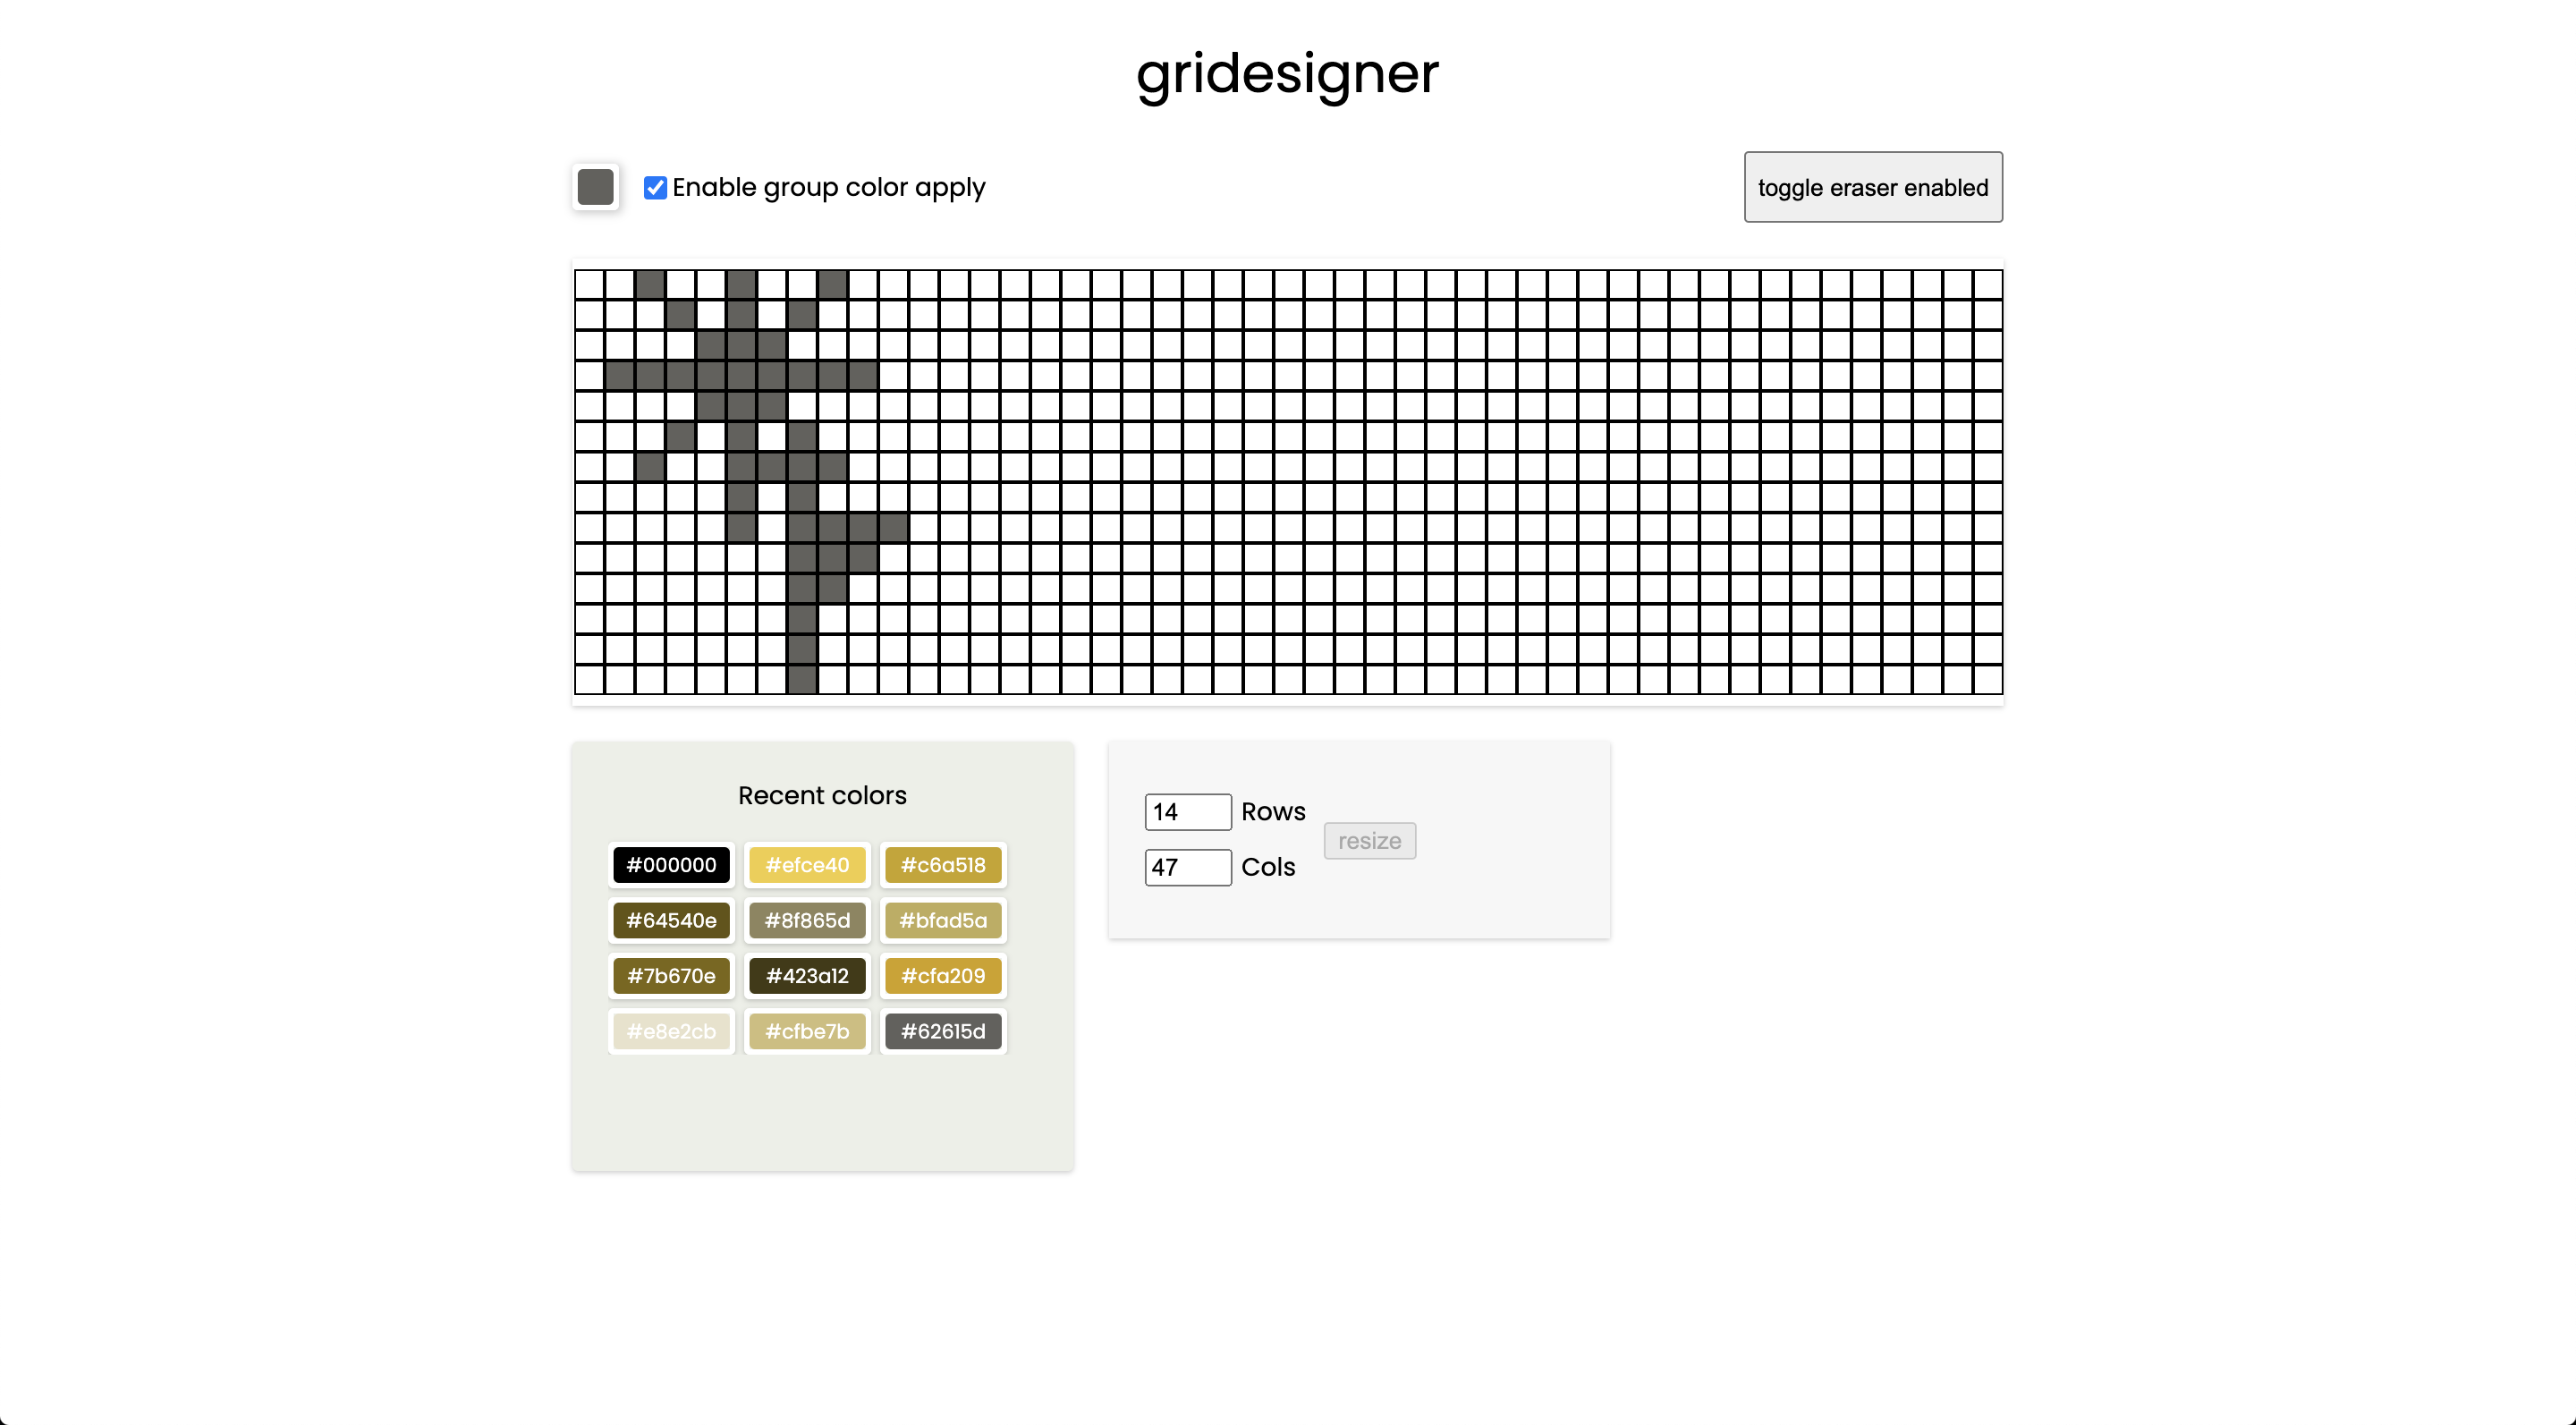 gridesigner
Enable group color apply
toggle eraser enabled
Recent colors
#000000 #efce40 #c6a518
#64540e #8f865d #bfad5a
#7b670e #423a12 #cfa209
#e8e2cb #cfbe7b #62615d
14 Rows
resize
47 Cols